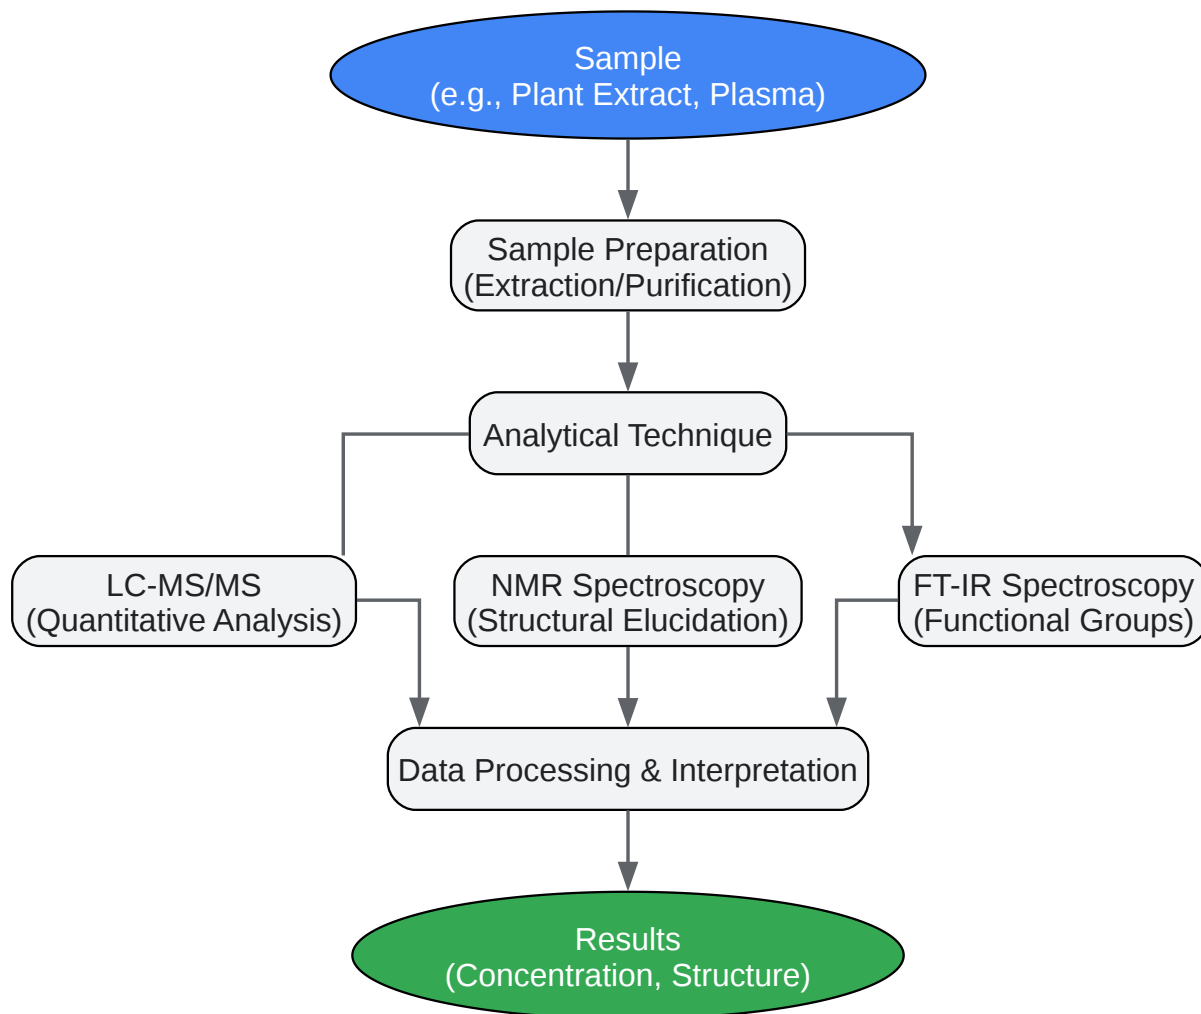 Sample
(e.g., Plant Extract, Plasma)
Sample Preparation
(Extraction/Purification)
Analytical Technique
LC-MS/MS
(Quantitative Analysis)
NMR Spectroscopy
(Structural Elucidation)
FT-IR Spectroscopy
(Functional Groups)
Data Processing & Interpretation
Results
(Concentration, Structure)